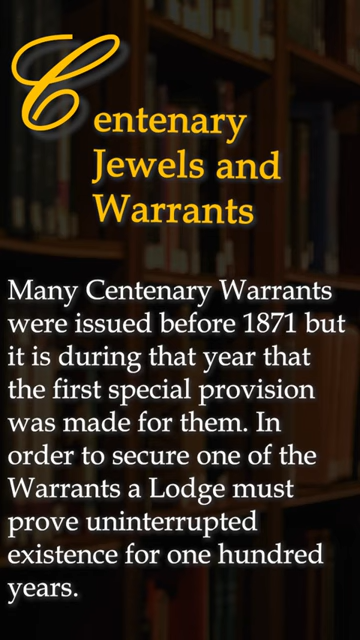 Centenary
Jewels and
Warrants
Many Centenary Warrants
were issued before 1871 but
it is during that year that
the first special provision
was made for them. In
order to secure one of the
Warrants a Lodge must
prove uninterrupted
existence for one hundred
years.